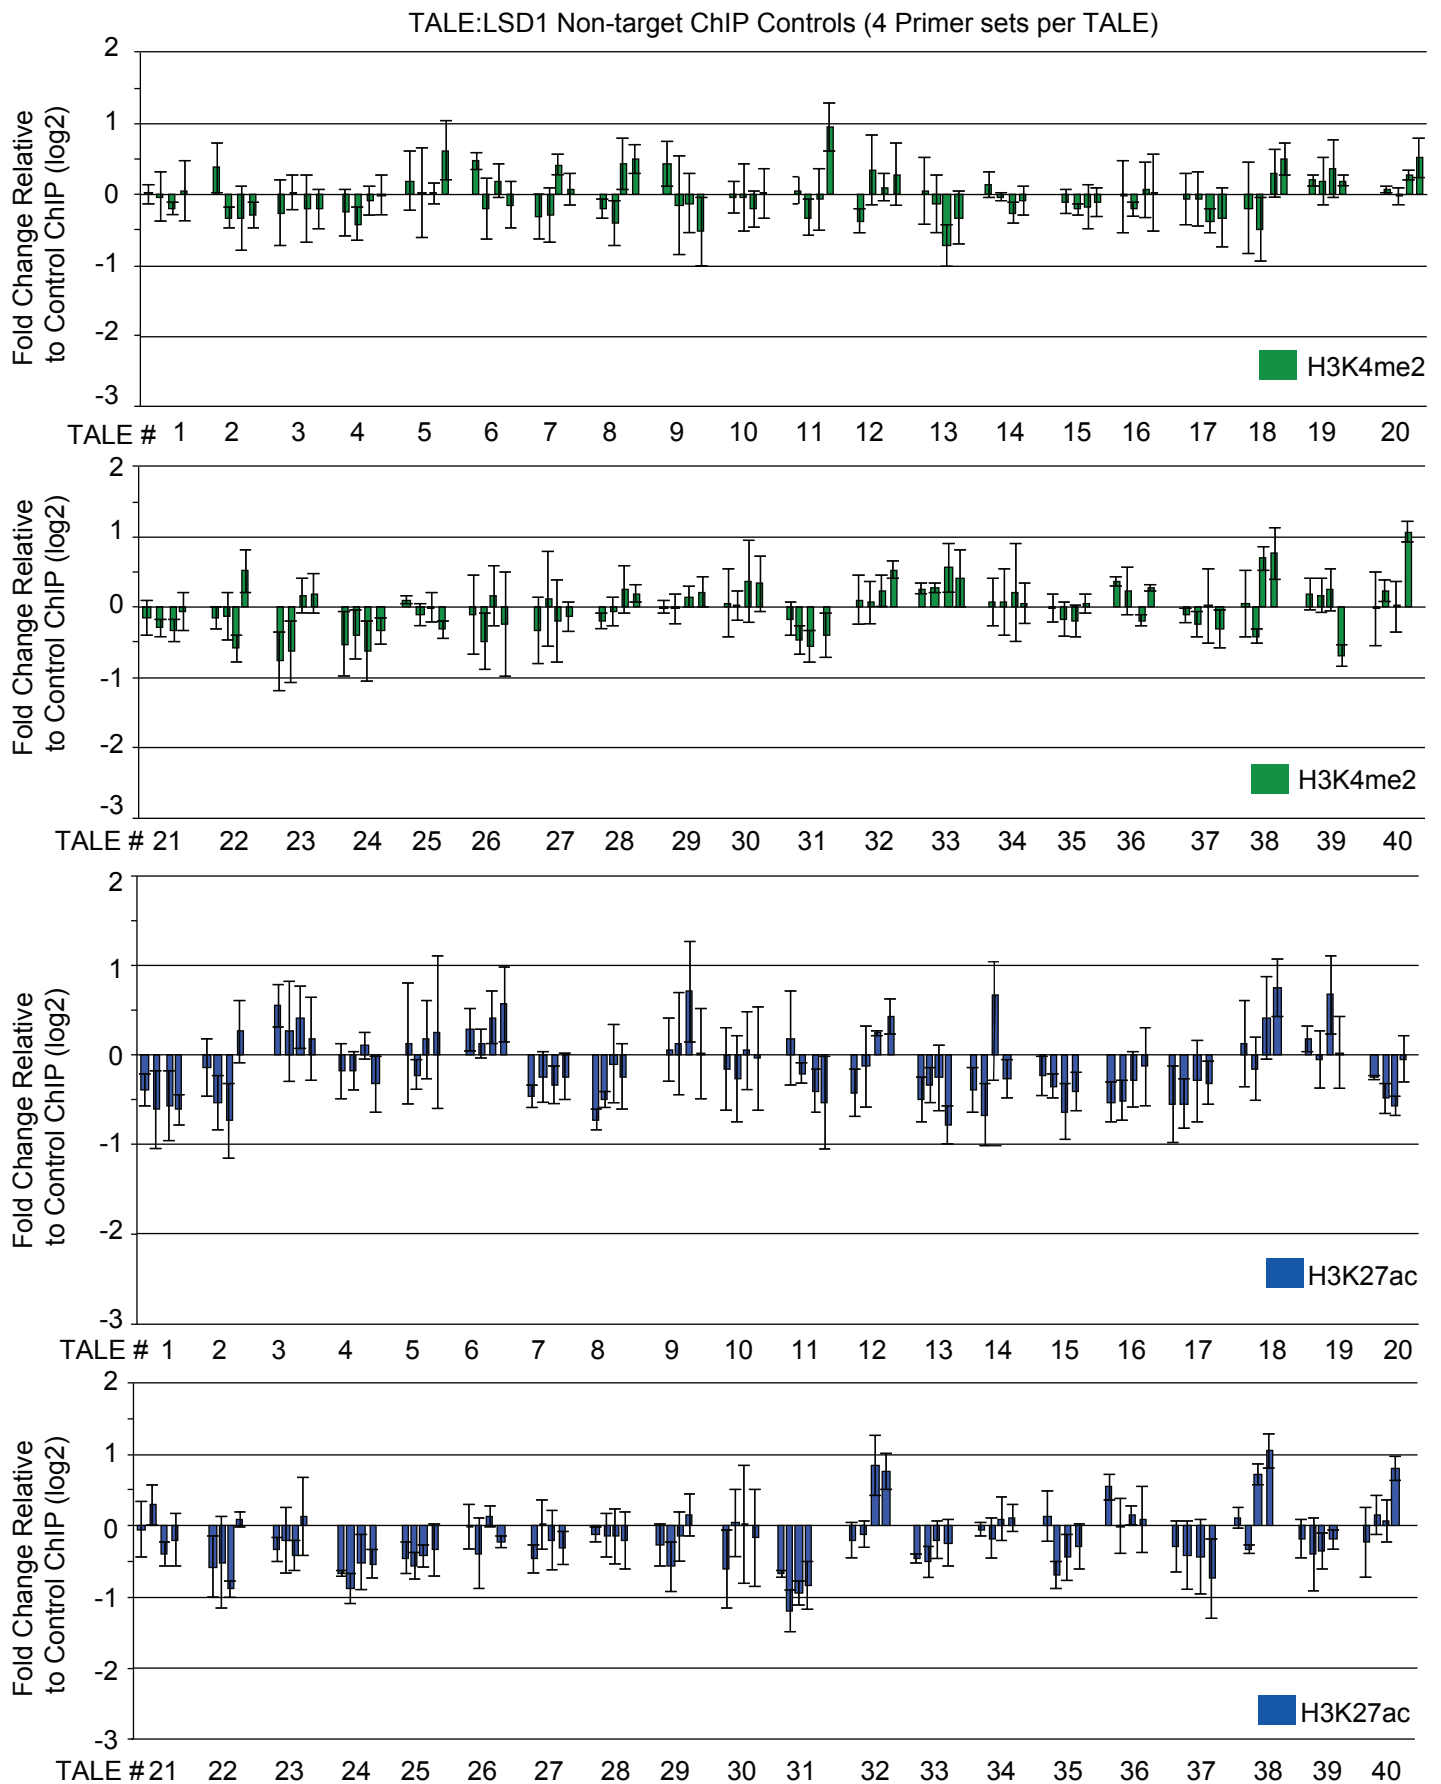 TALE:LSD1 Non-target ChIP Controls (4 Primer sets per TALE)
Fold Change Relative
to Control ChIP (log2)
2
1
0
-1
-2
-3
H3K4me2
TALE # 1 2 3 4 5 6 7 8 9 10 11 12 13 14 15 16 17 18 19 20
Fold Change Relative
to Control ChIP (log2)
2
1
0
-1
-2
-3
H3K4me2
TALE # 21 22 23 24 25 26 27 28 29 30 31 32 33 34 35 36 37 38 39 40
Fold Change Relative
to Control ChIP (log2)
2
1
0
-1
-2
-3
H3K27ac
TALE # 1 2 3 4 5 6 7 8 9 10 11 12 13 14 15 16 17 18 19 20
Fold Change Relative
to Control ChIP (log2)
2
1
0
-1
-2
-3
H3K27ac
TALE # 21 22 23 24 25 26 27 28 29 30 31 32 33 34 35 36 37 38 39 40